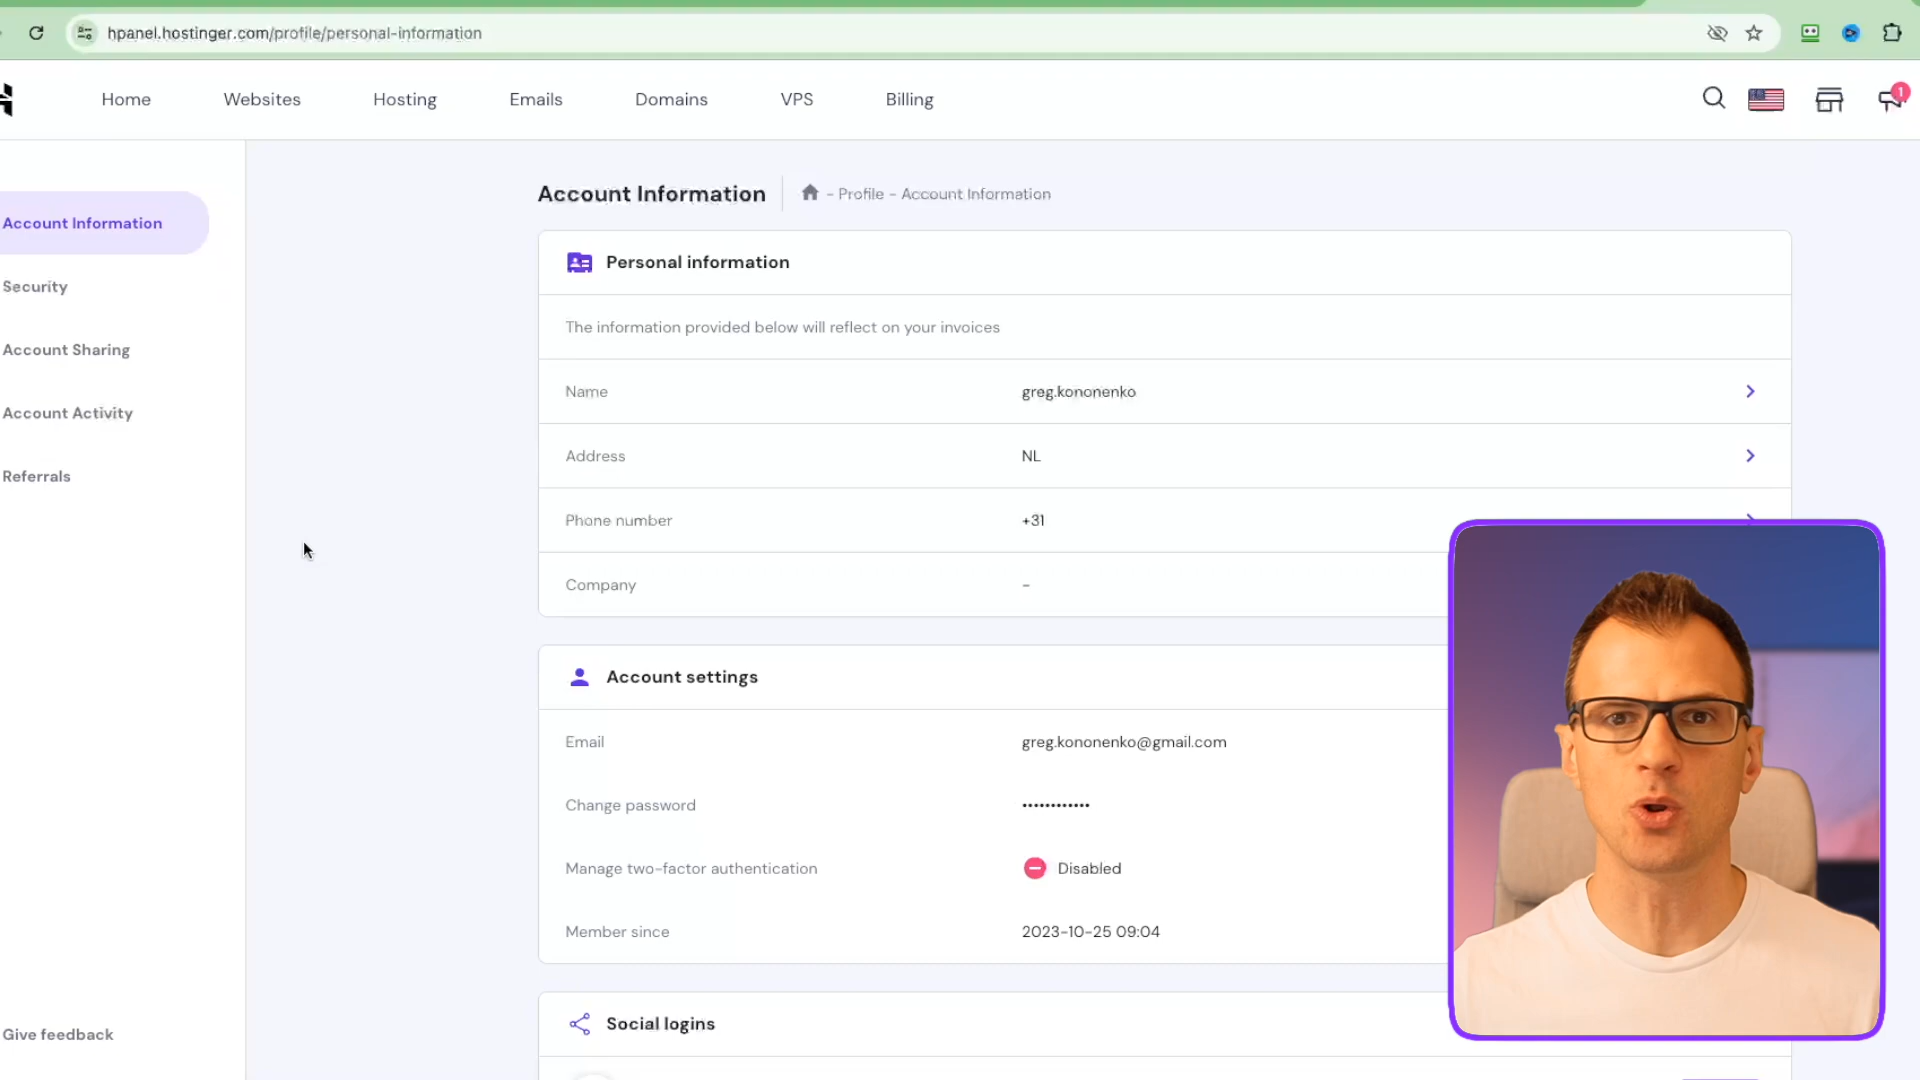 hpanel.hostinger.com/profile/personal-information
Home Websites Hosting Emails Domains VPS Billing
1
Account Information
Security
Account Sharing
Account Activity
Referrals
Give feedback
Account Information - Profile - Account Information
Personal information
The information provided below will reflect on your invoices
Name greg.kononenko
Address NL
Phone number +31
Company -
Account settings
Email greg.kononenko@gmail.com
Change password ••••••••••••
Manage two-factor authentication Disabled
Member since 2023-10-25 09:04
Social logins